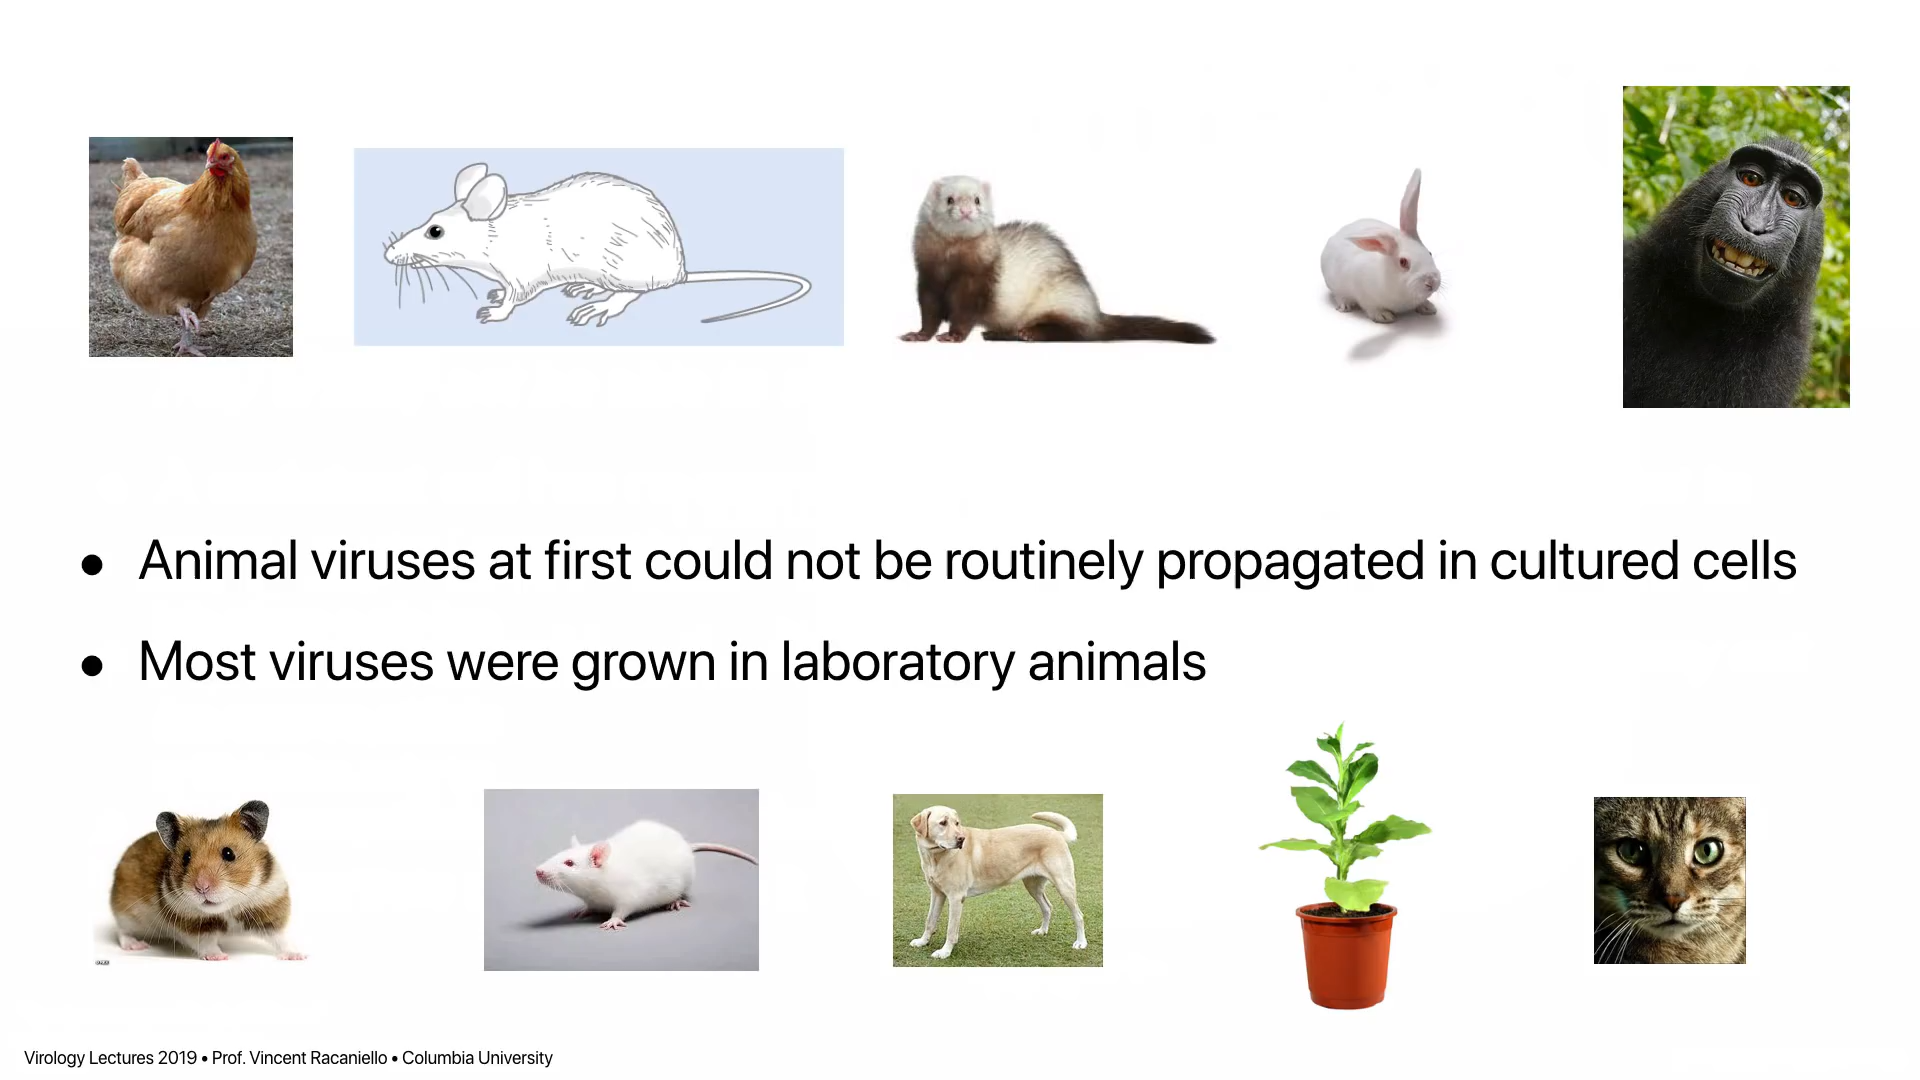 ● Animal viruses at first could not be routinely propagated in cultured cells
● Most viruses were grown in laboratory animals
Virology Lectures 2019 • Prof. Vincent Racaniello • Columbia University